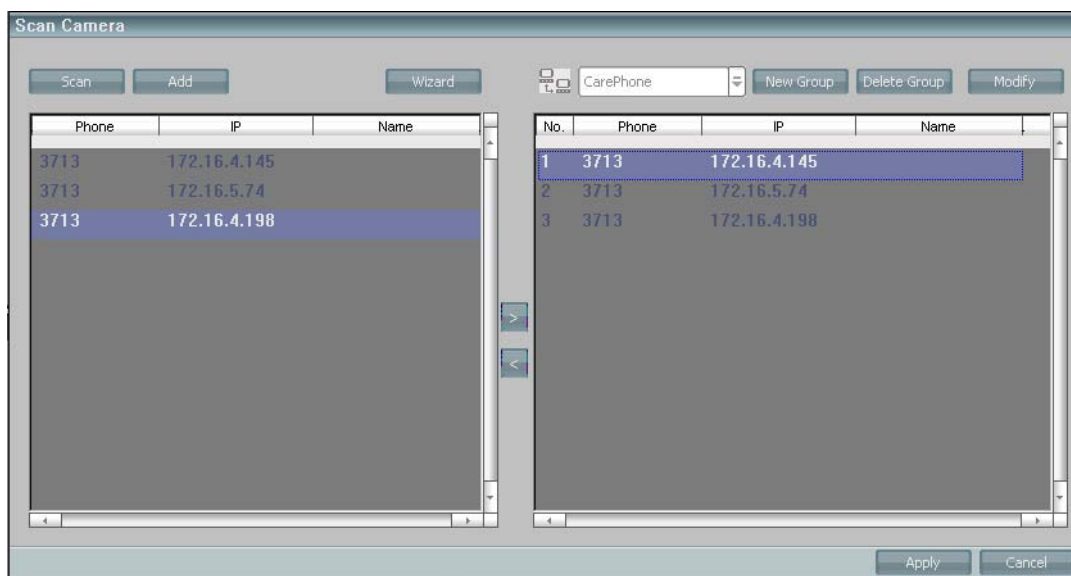 Scan Camera
Scan Add Wizard CarePhone New Group Delete Group Modify
Phone IP Name
3713 172.16.4.145
3713 172.16.5.74
3713 172.16.4.198
>
<
No. Phone IP Name
1 3713 172.16.4.145
2 3713 172.16.5.74
3 3713 172.16.4.198
Apply Cancel